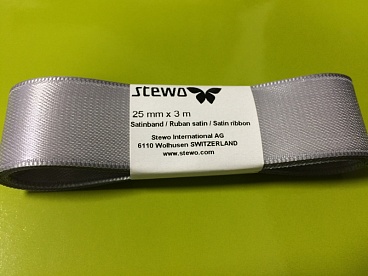 stewo
25 mm x 3 m
Satinband / Ruban satin / Satin ribbon
Stewo International AG
6110 Wolhusen SWITZERLAND
www.stewo.com